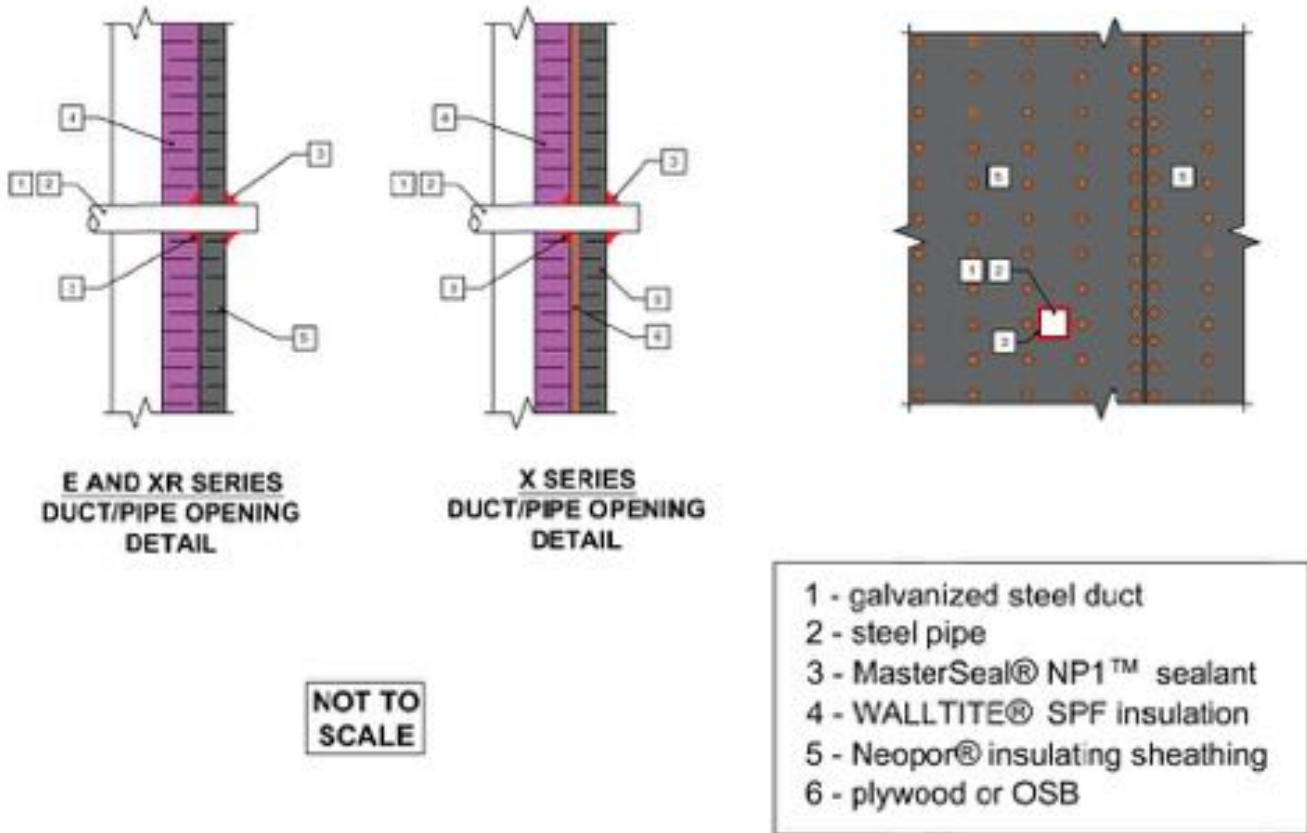 4
3
1 2
3
5
E AND XR SERIES
DUCT/PIPE OPENING
DETAIL
4
3
1 2
3
5
6
X SERIES
DUCT/PIPE OPENING
DETAIL
5
5
1 2
3
NOT TO
SCALE
1 - galvanized steel duct
2 - steel pipe
3 - MasterSeal® NP1™ sealant
4 - WALLTITE® SPF insulation
5 - Neopor® insulating sheathing
6 - plywood or OSB